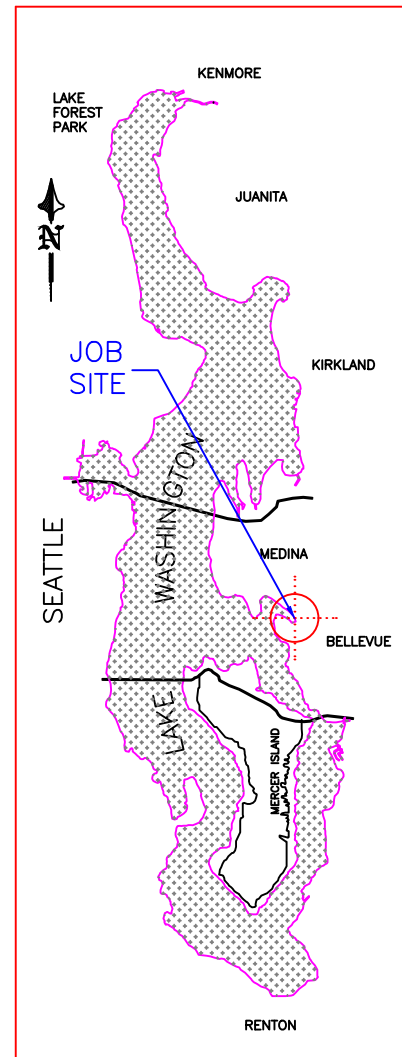 KENMORE
LAKE
FOREST
PARK
JUANITA
N
JOB
SITE
KIRKLAND
LAKE WASHINGTON
SEATTLE
MEDINA
BELLEVUE
MERCER ISLAND
RENTON